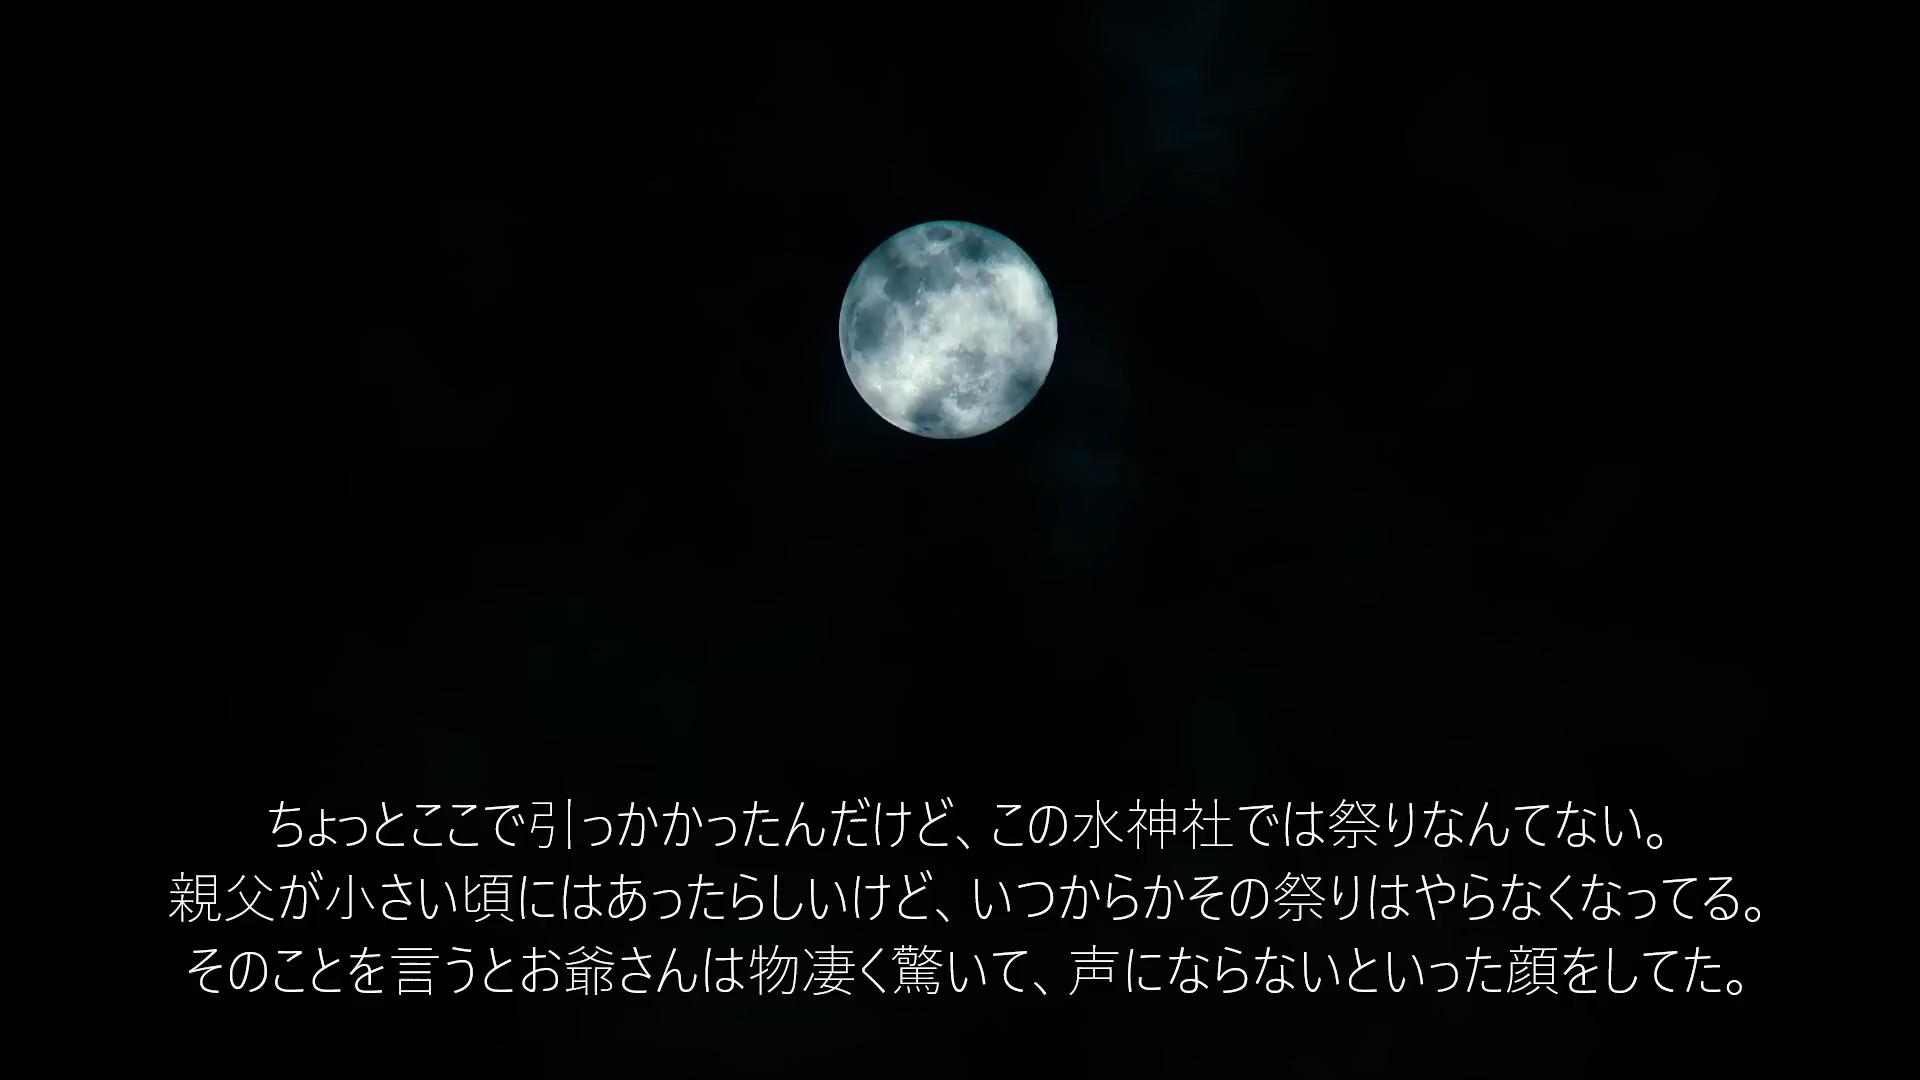 ちょっとここで引っかかったんだけど、この水神社では祭りなんてない。
親父が小さい頃にはあったらしいけど、いつからかその祭りはやらなくなってる。
そのことを言うとお爺さんは物凄く驚いて、声にならないといった顔をしてた。